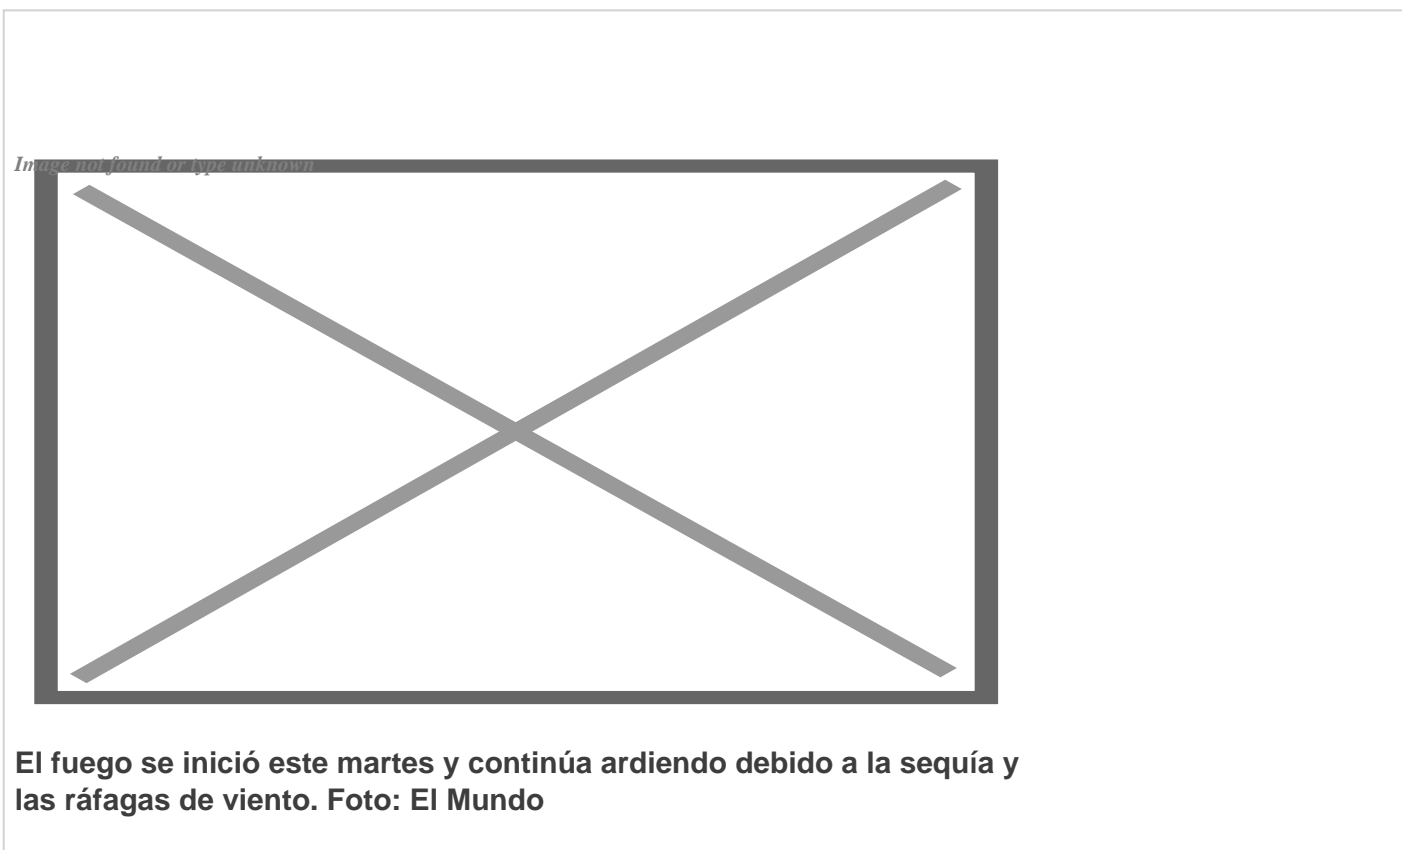 Image not found or type unknown
El fuego se inició este martes y continúa ardiendo debido a la sequía y
las ráfagas de viento. Foto: El Mundo